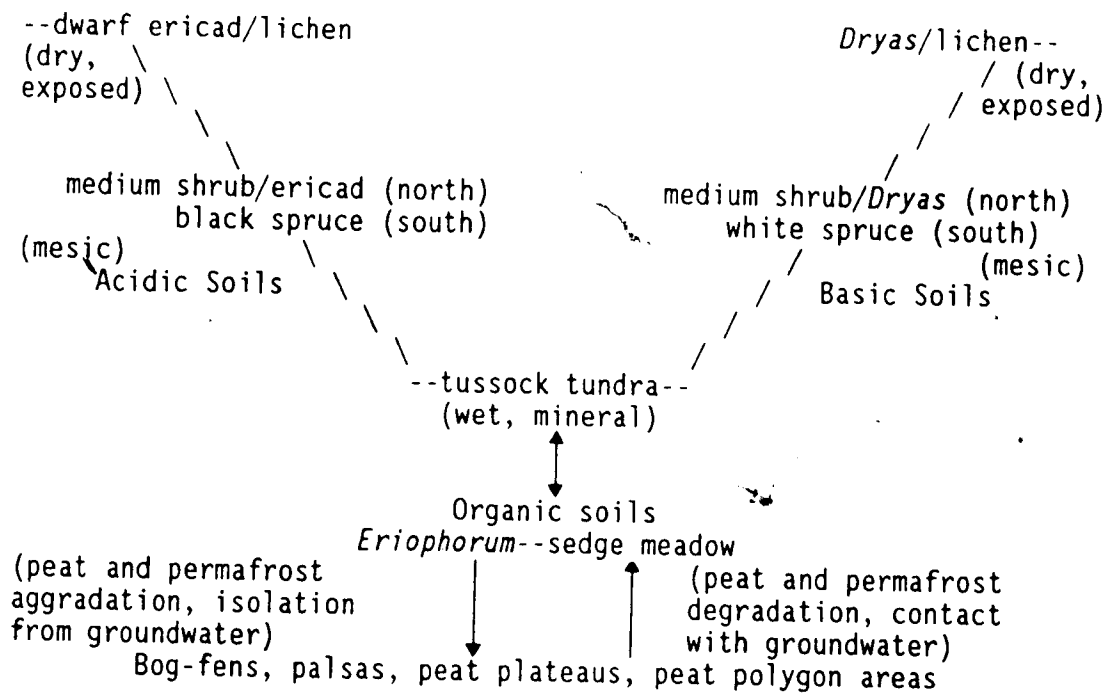 --dwarf ericad/lichen
(dry,
exposed)
Dryas/lichen--
(dry,
exposed)
medium shrub/ericad (north)
black spruce (south)
(mesic)
Acidic Soils
medium shrub/Dryas (north)
white spruce (south)
(mesic)
Basic Soils
--tussock tundra--
(wet, mineral)
Organic soils
Eriophorum--sedge meadow
(peat and permafrost
aggradation, isolation
from groundwater)
(peat and permafrost
degradation, contact
with groundwater)
Bog-fens, palsas, peat plateaus, peat polygon areas